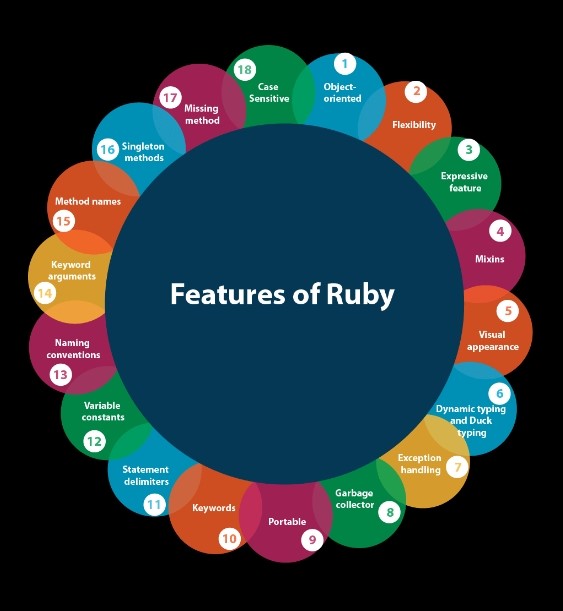 Features of Ruby
1
Object-
oriented
2
Flexibility
3
Expressive
feature
4
Mixins
5
Visual
appearance
6
Dynamic typing
and Duck
typing
Exception
handling
7
Garbage
collector
8
Portable
9
Keywords
10
Statement
delimiters
11
Variable
constants
12
Naming
conventions
13
Keyword
arguments
14
Method names
15
16
Singleton
methods
17
Missing
method
18
Case
Sensitive